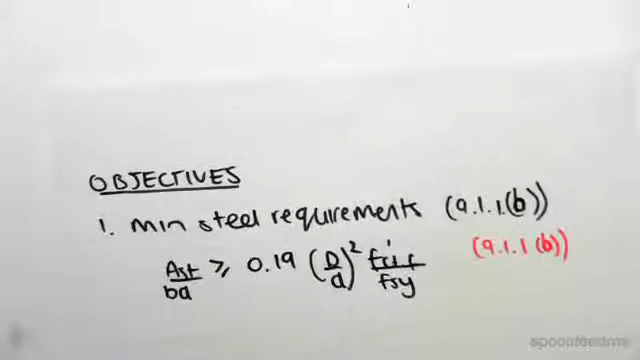 OBJECTIVES
1. min steel requirements (9.1.1(b))
(9.1.1(b))
Ast/bd ≥ 0.19 (D/d)² f'ct.f/fsy
spoonfeedme